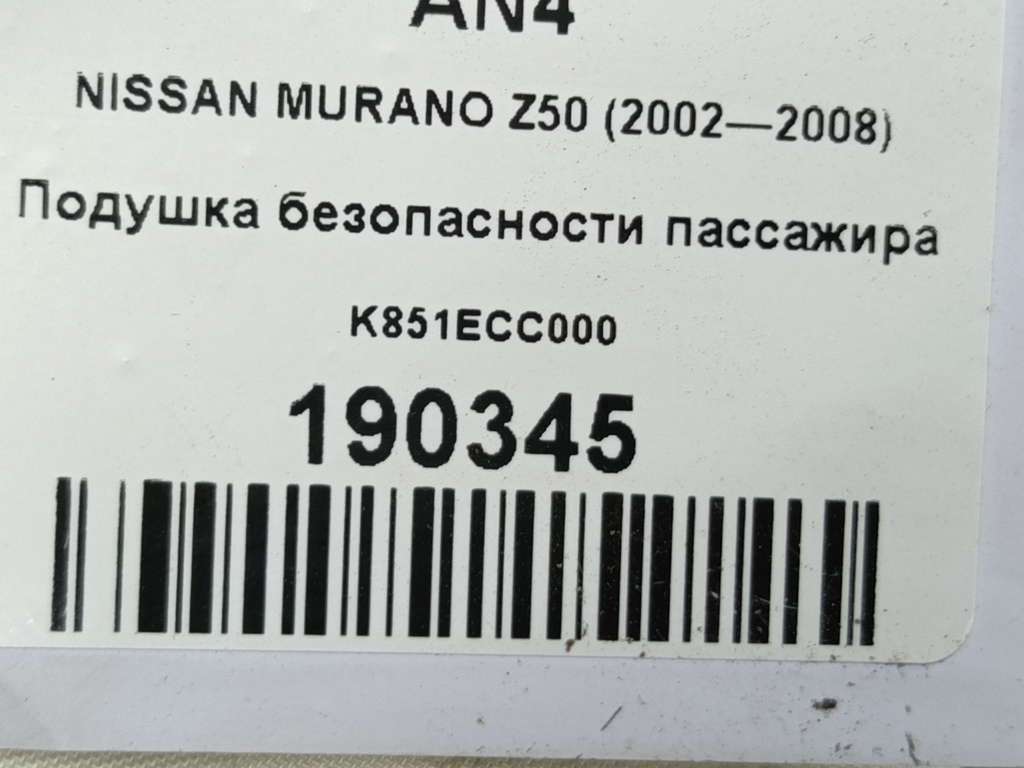 AN4
NISSAN MURANO Z50 (2002—2008)
Подушка безопасности пассажира
K851ECC000
190345